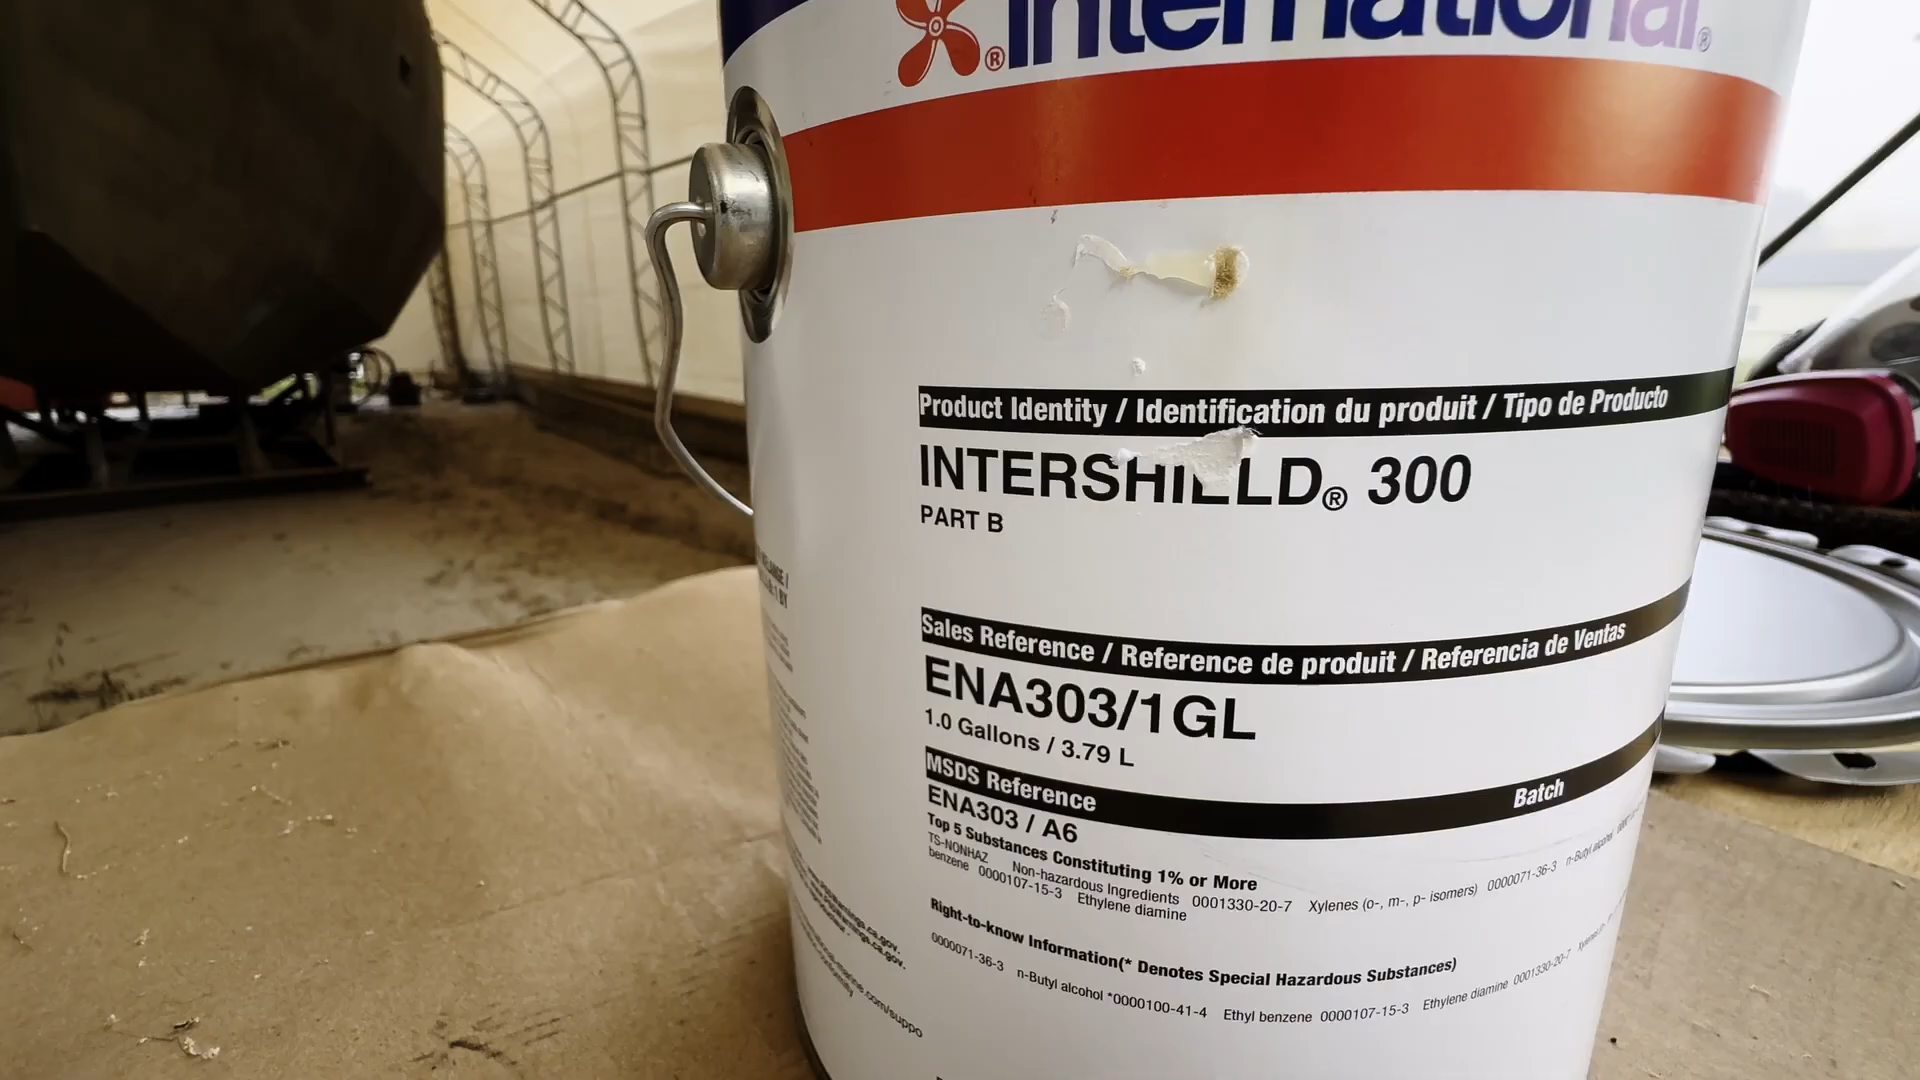 International®
Product Identity / Identification du produit / Tipo de Producto
INTERSHIELD® 300
PART B
Sales Reference / Reference de produit / Referencia de Ventas
ENA303/1GL
1.0 Gallons / 3.79 L
MSDS Reference Batch
ENA303 / A6
Top 5 Substances Constituting 1% or More
TS-NONHAZ Non-hazardous Ingredients 0001330-20-7 Xylenes (o-, m-, p- isomers) 0000071-36-3 n-Butyl alcohol
benzene 0000107-15-3 Ethylene diamine
Right-to-know Information(* Denotes Special Hazardous Substances)
0000071-36-3 n-Butyl alcohol *0000100-41-4 Ethyl benzene 0000107-15-3 Ethylene diamine 0001330-20-7